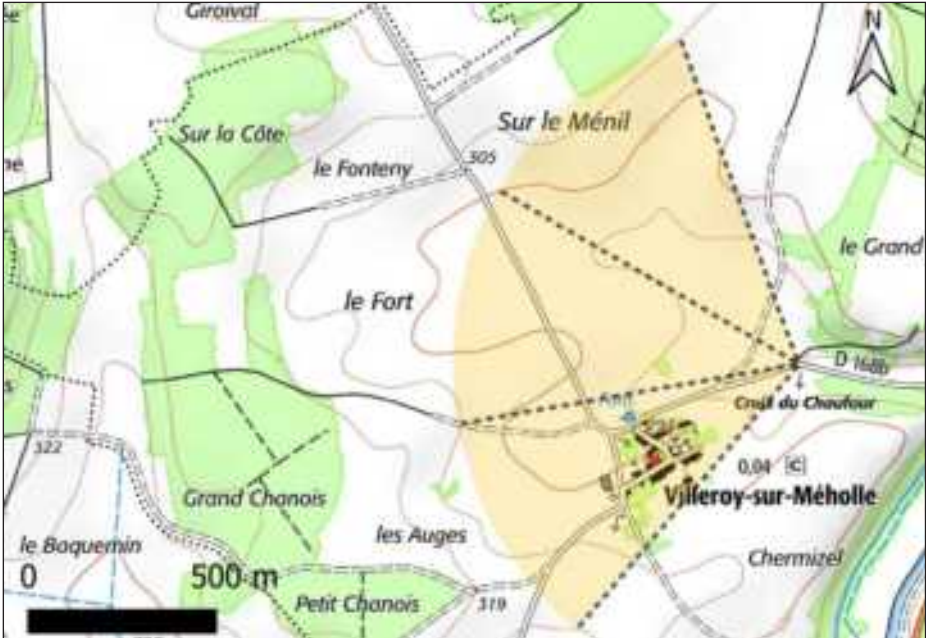 Giroival
N
Sur la Côte
Sur le Ménil
le Fonteny
305
le Grand
le Fort
D 168b
Croix du Chaufour
322
0,04 [C]
Villeroy-sur-Méholle
Grand Chanois
le Boquemin
les Auges
Chermizel
0 500 m
Petit Chanois
319